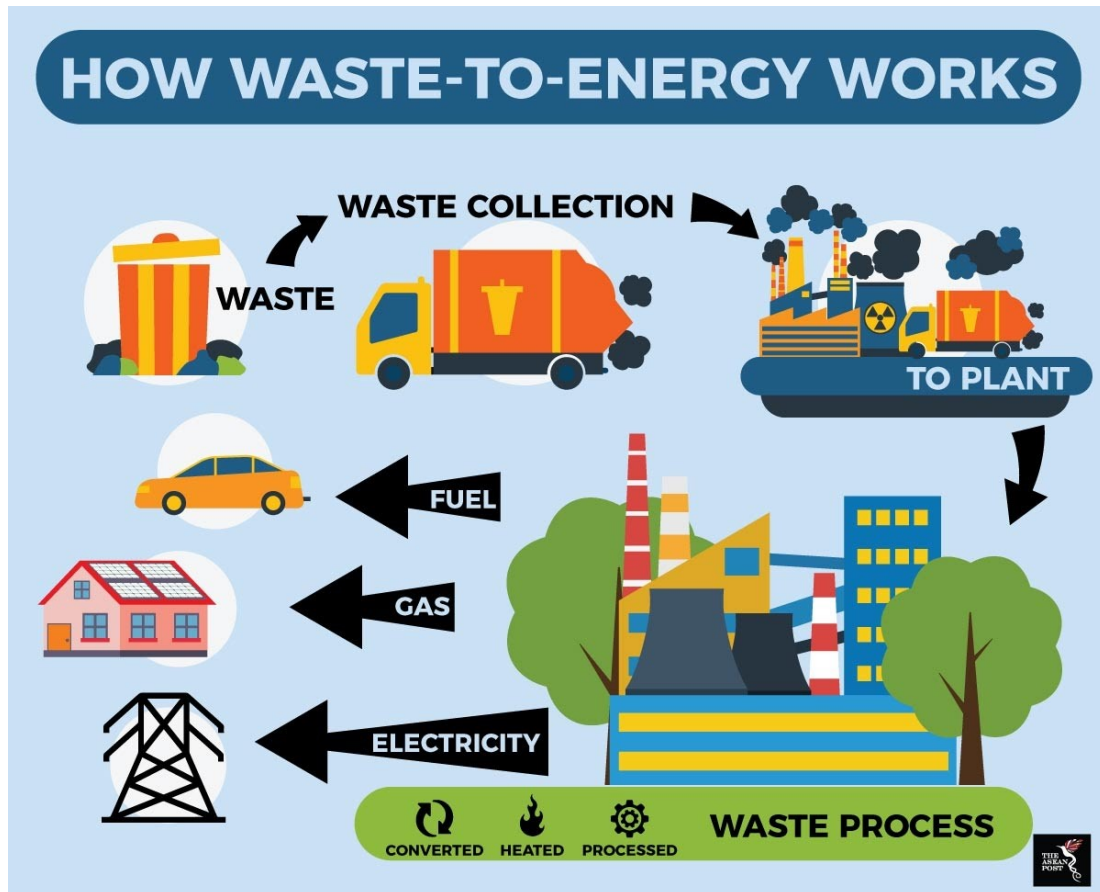 HOW WASTE-TO-ENERGY WORKS
WASTE
WASTE COLLECTION
TO PLANT
FUEL
GAS
ELECTRICITY
CONVERTED
HEATED
PROCESSED
WASTE PROCESS
THE
ASEAN
POST